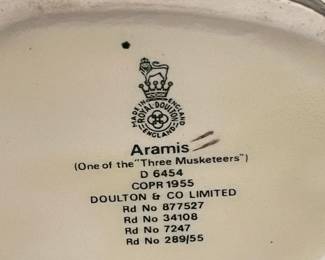 MADE IN ENGLAND
ROYAL DOULTON
ENGLAND
Aramis
(One of the "Three Musketeers")
D 6454
COPR 1955
DOULTON & CO LIMITED
Rd No 877527
Rd No 34108
Rd No 7247
Rd No 289/55